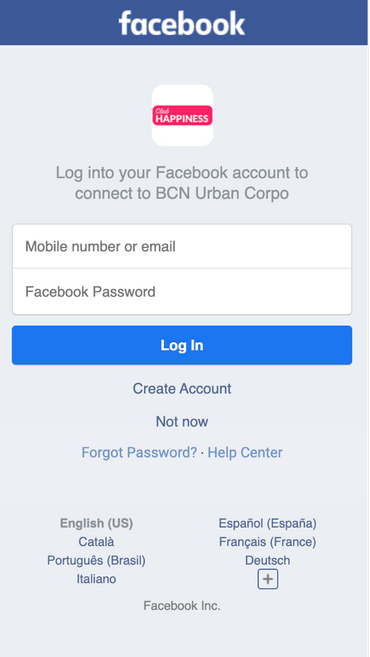 facebook
Club
HAPPINESS
Log into your Facebook account to
connect to BCN Urban Corpo
Mobile number or email
Facebook Password
Log In
Create Account
Not now
Forgot Password? · Help Center
English (US) Español (España)
Català Français (France)
Português (Brasil) Deutsch
Italiano +
Facebook Inc.